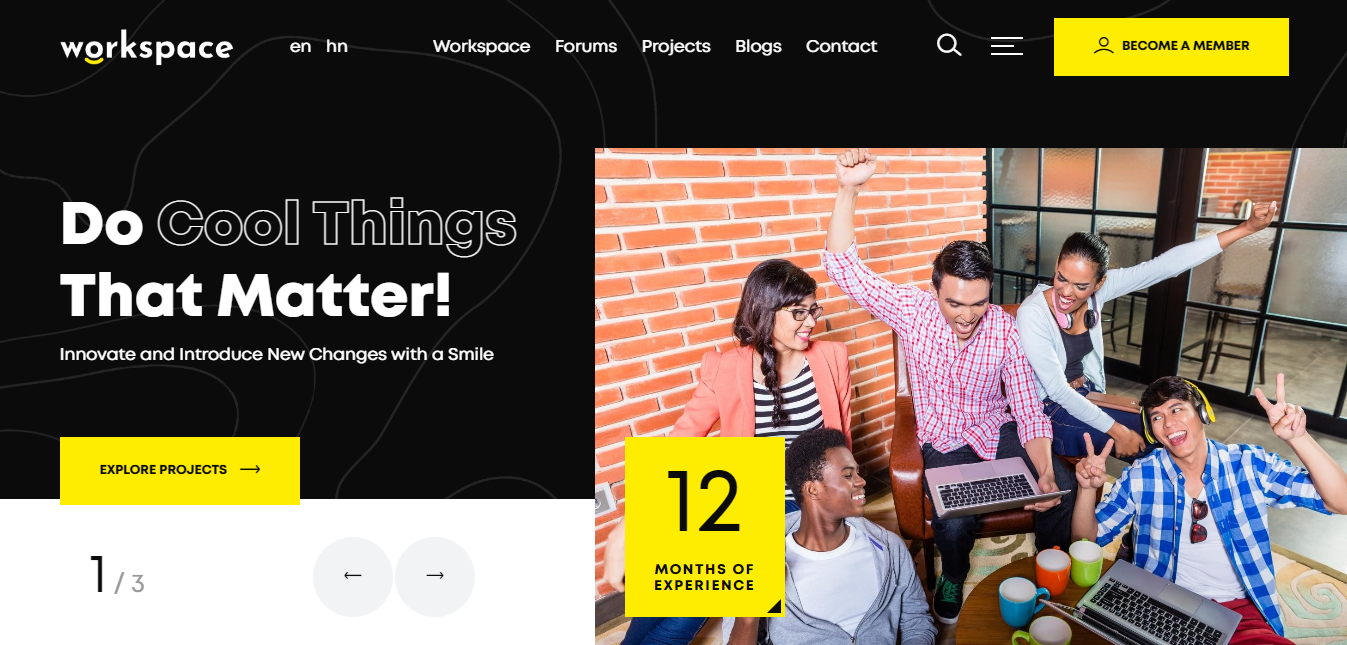 workspace
en hn
Workspace Forums Projects Blogs Contact
BECOME A MEMBER
Do Cool Things
That Matter!
Innovate and Introduce New Changes with a Smile
EXPLORE PROJECTS
1 / 3
12
MONTHS OF
EXPERIENCE